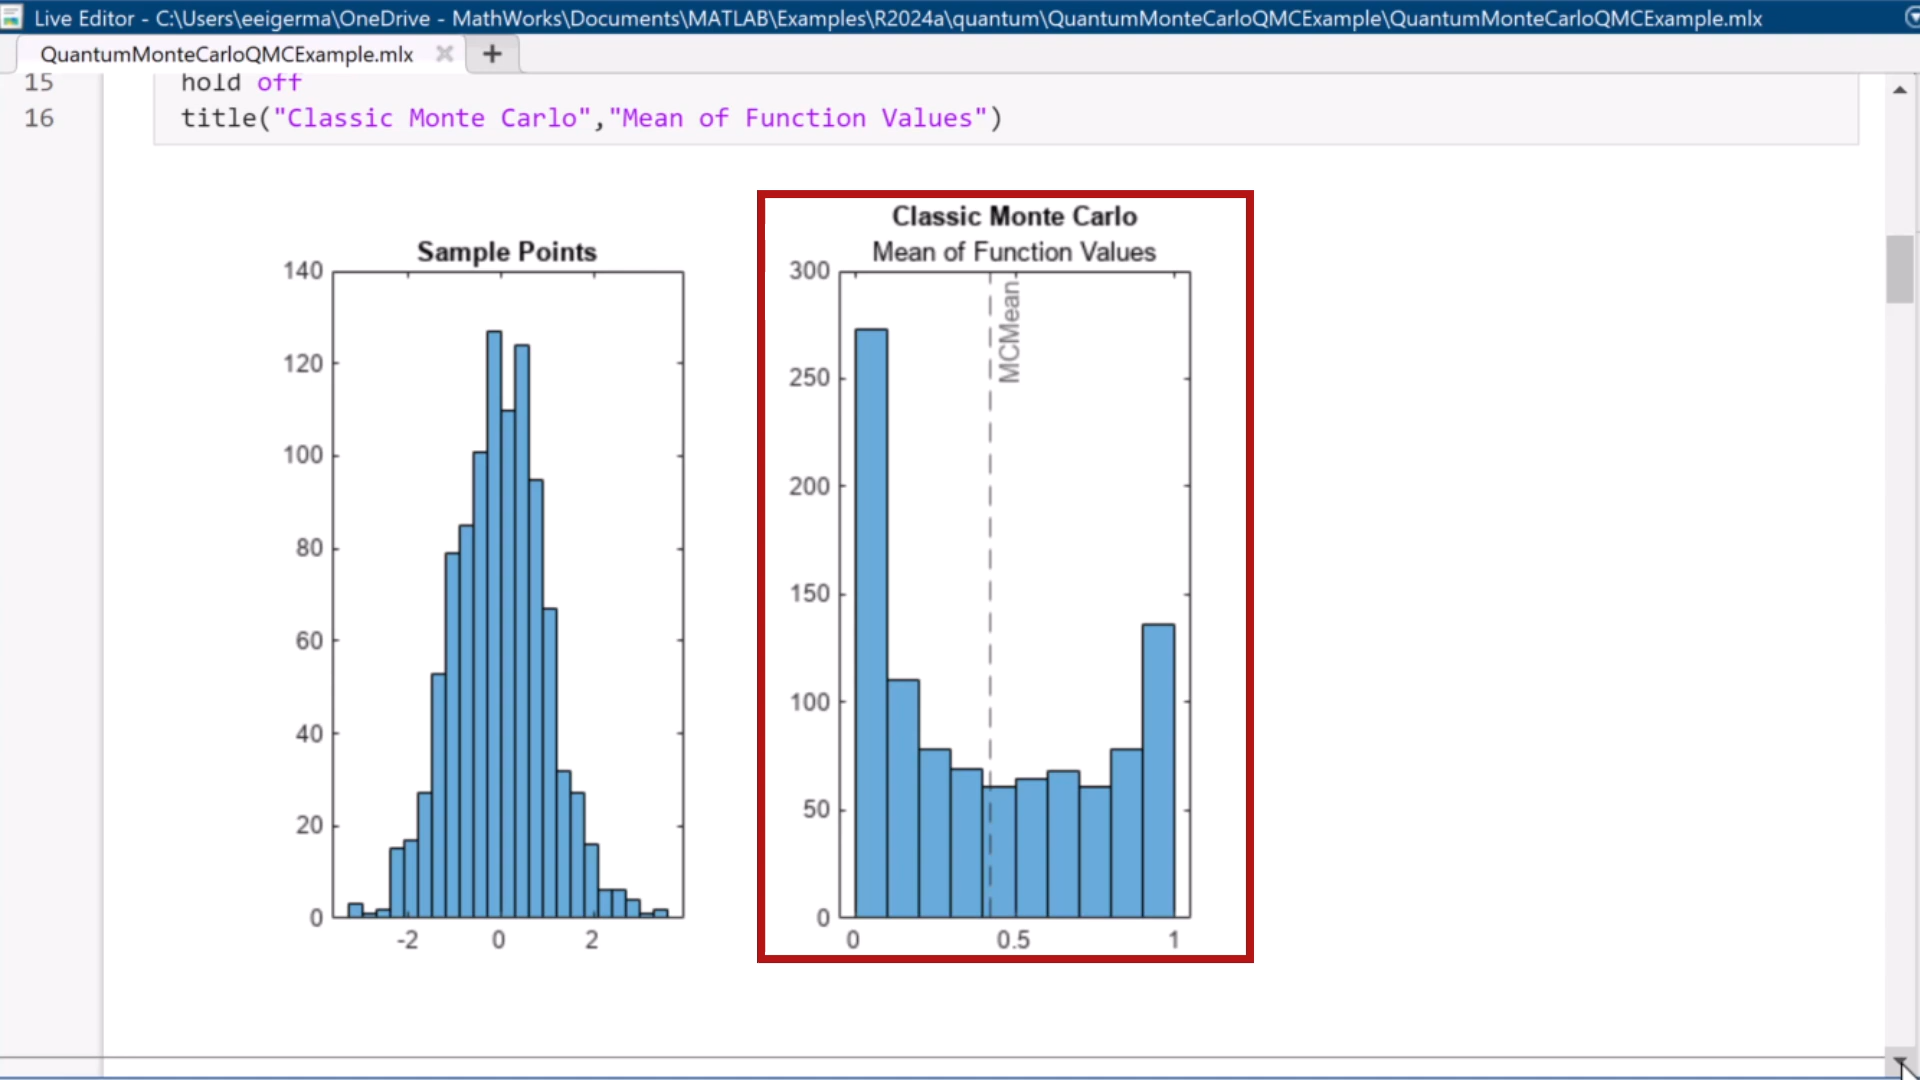 Live Editor - C:\Users\eeigerma\OneDrive - MathWorks\Documents\MATLAB\Examples\R2024a\quantum\QuantumMonteCarloQMCExample\QuantumMonteCarloQMCExample.mlx
QuantumMonteCarloQMCExample.mlx
15 hold off
16 title("Classic Monte Carlo","Mean of Function Values")
Sample Points
140
120
100
80
60
40
20
0
-2 0 2
Classic Monte Carlo
Mean of Function Values
300
250
200
150
100
50
0
MCMean
0 0.5 1